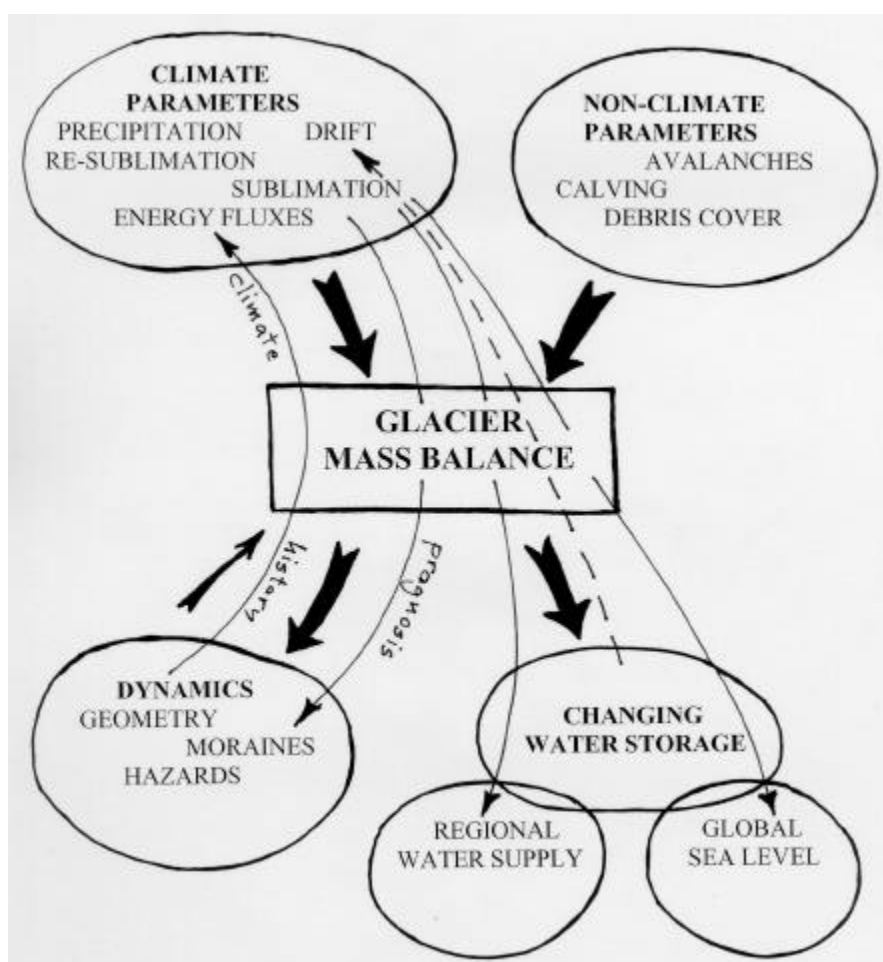 CLIMATE
PARAMETERS
PRECIPITATION DRIFT
RE-SUBLIMATION
SUBLIMATION
ENERGY FLUXES
NON-CLIMATE
PARAMETERS
AVALANCHES
CALVING
DEBRIS COVER
climate
GLACIER
MASS BALANCE
history
prognosis
DYNAMICS
GEOMETRY
MORAINES
HAZARDS
CHANGING
WATER STORAGE
REGIONAL
WATER SUPPLY
GLOBAL
SEA LEVEL